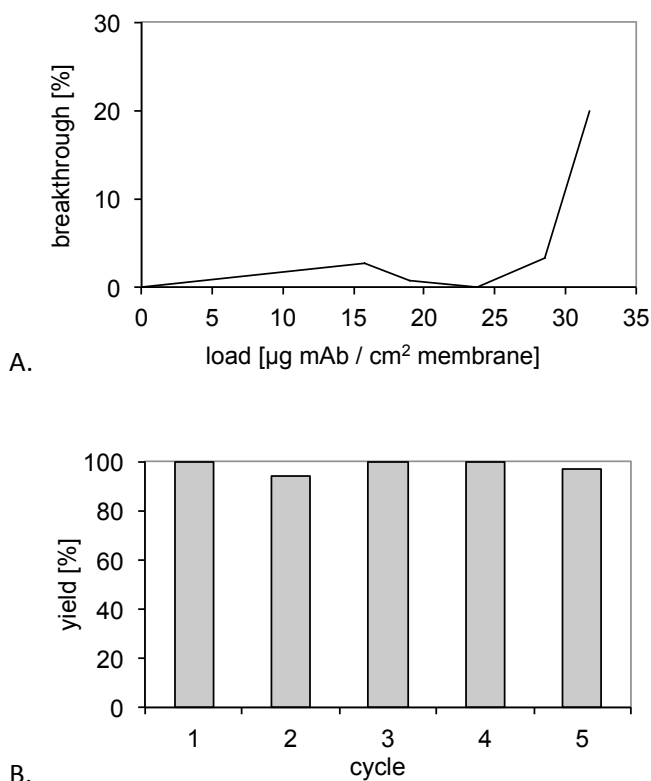 30
20
10
0
breakthrough [%]
0 5 10 15 20 25 30 35
load [µg mAb / cm² membrane]
A.
100
80
60
40
20
0
yield [%]
1 2 3 4 5
cycle
B.